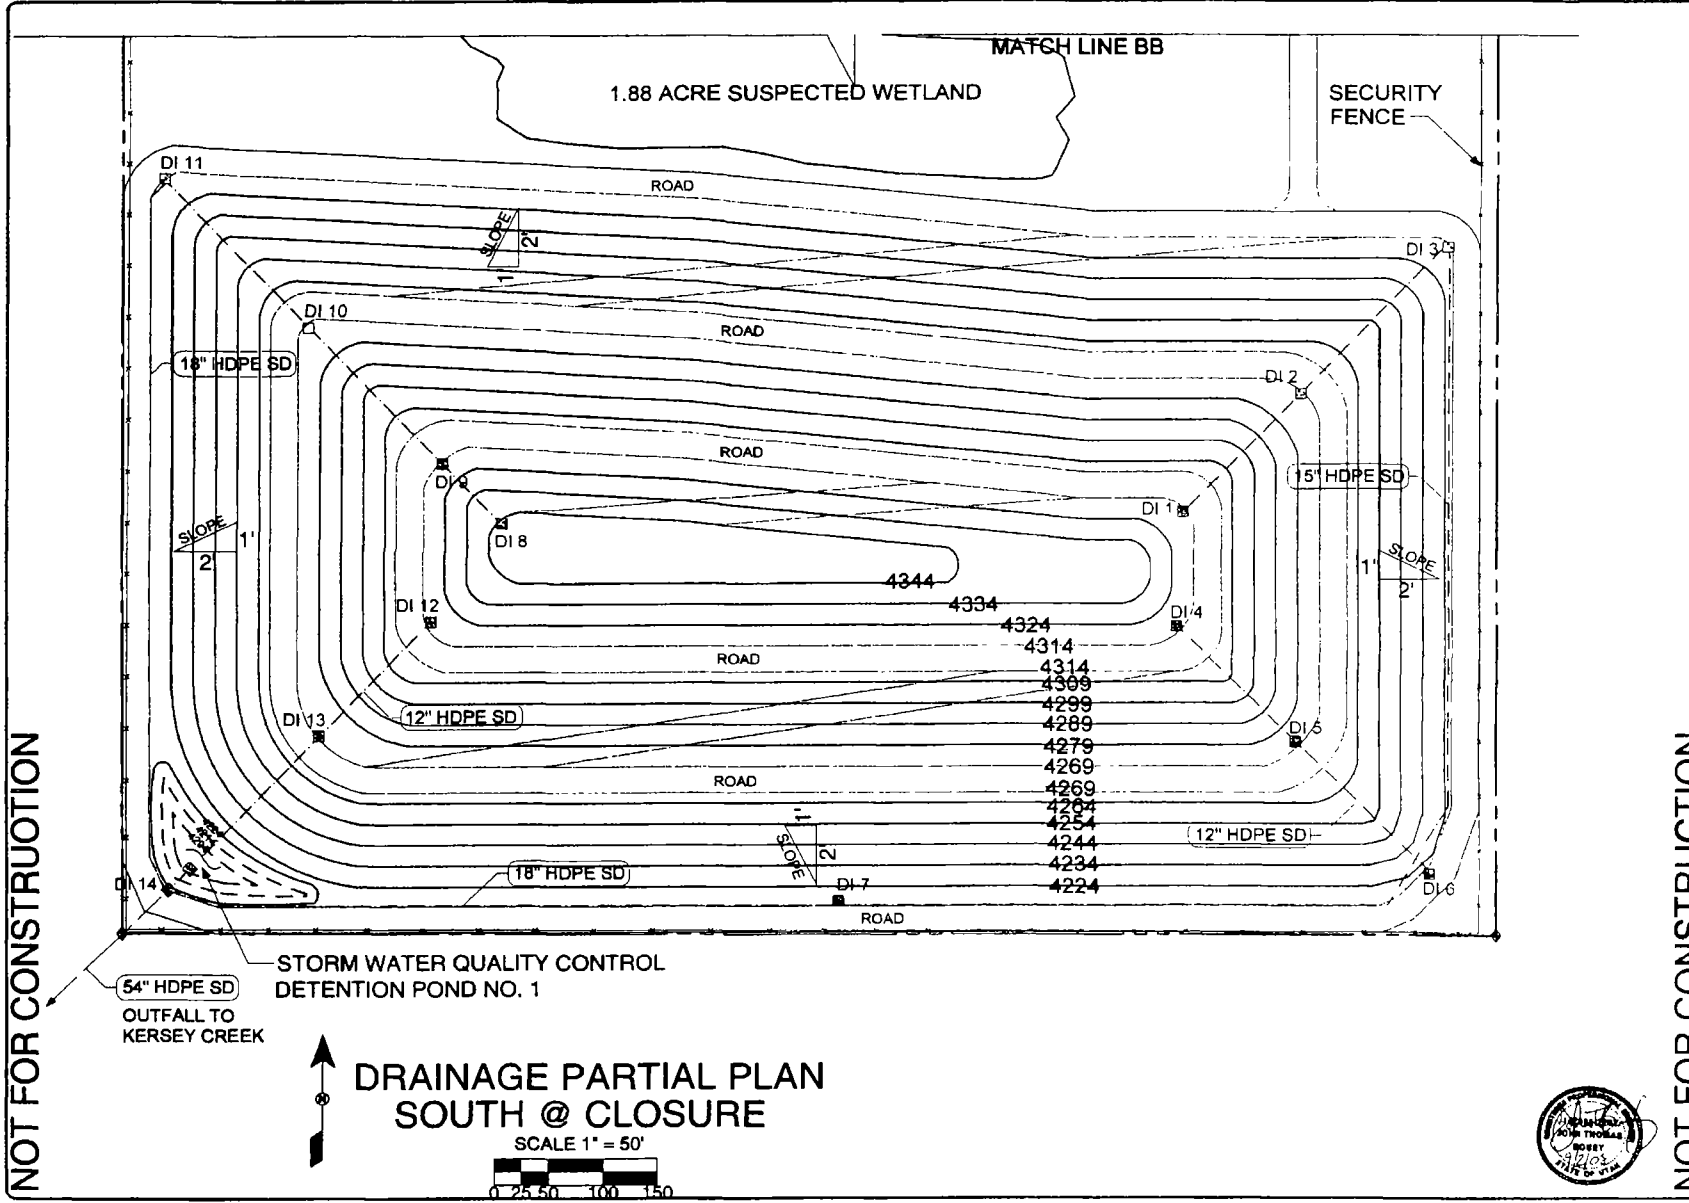 MATCH LINE BB
1.88 ACRE SUSPECTED WETLAND
SECURITY
FENCE
DI 11
ROAD
SLOPE
2'
1'
DI 3
DI 10
ROAD
18" HDPE SD
DI 2
ROAD
DI 9
15" HDPE SD
DI 1
SLOPE
1'
2'
DI 8
SLOPE
1'
2'
4344
4334
DI 12
DI 4
4324
4314
ROAD
4314
4309
4299
12" HDPE SD
DI 13
4289
DI 5
4279
4269
ROAD
4269
4264
4254
12" HDPE SD
1'
SLOPE
2'
4244
4234
18" HDPE SD
4224
DI 14
DI 7
DI 6
ROAD
STORM WATER QUALITY CONTROL
DETENTION POND NO. 1
54" HDPE SD
OUTFALL TO
KERSEY CREEK
DRAINAGE PARTIAL PLAN
SOUTH @ CLOSURE
SCALE 1" = 50'
0 25 50 100 150
NOT FOR CONSTRUOTION
NOT FOR CONSTRUCTION
JOHN THOMAS
STATE OF UTAH